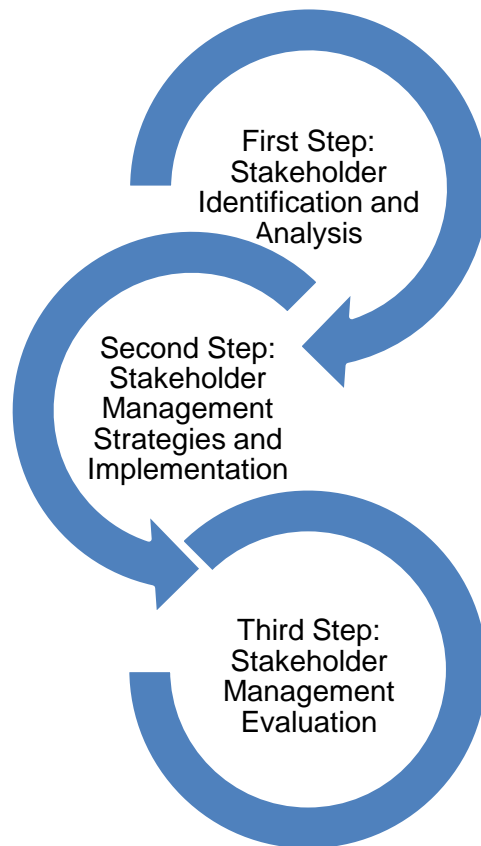 First Step:
Stakeholder
Identification and
Analysis
Second Step:
Stakeholder
Management
Strategies and
Implementation
Third Step:
Stakeholder
Management
Evaluation